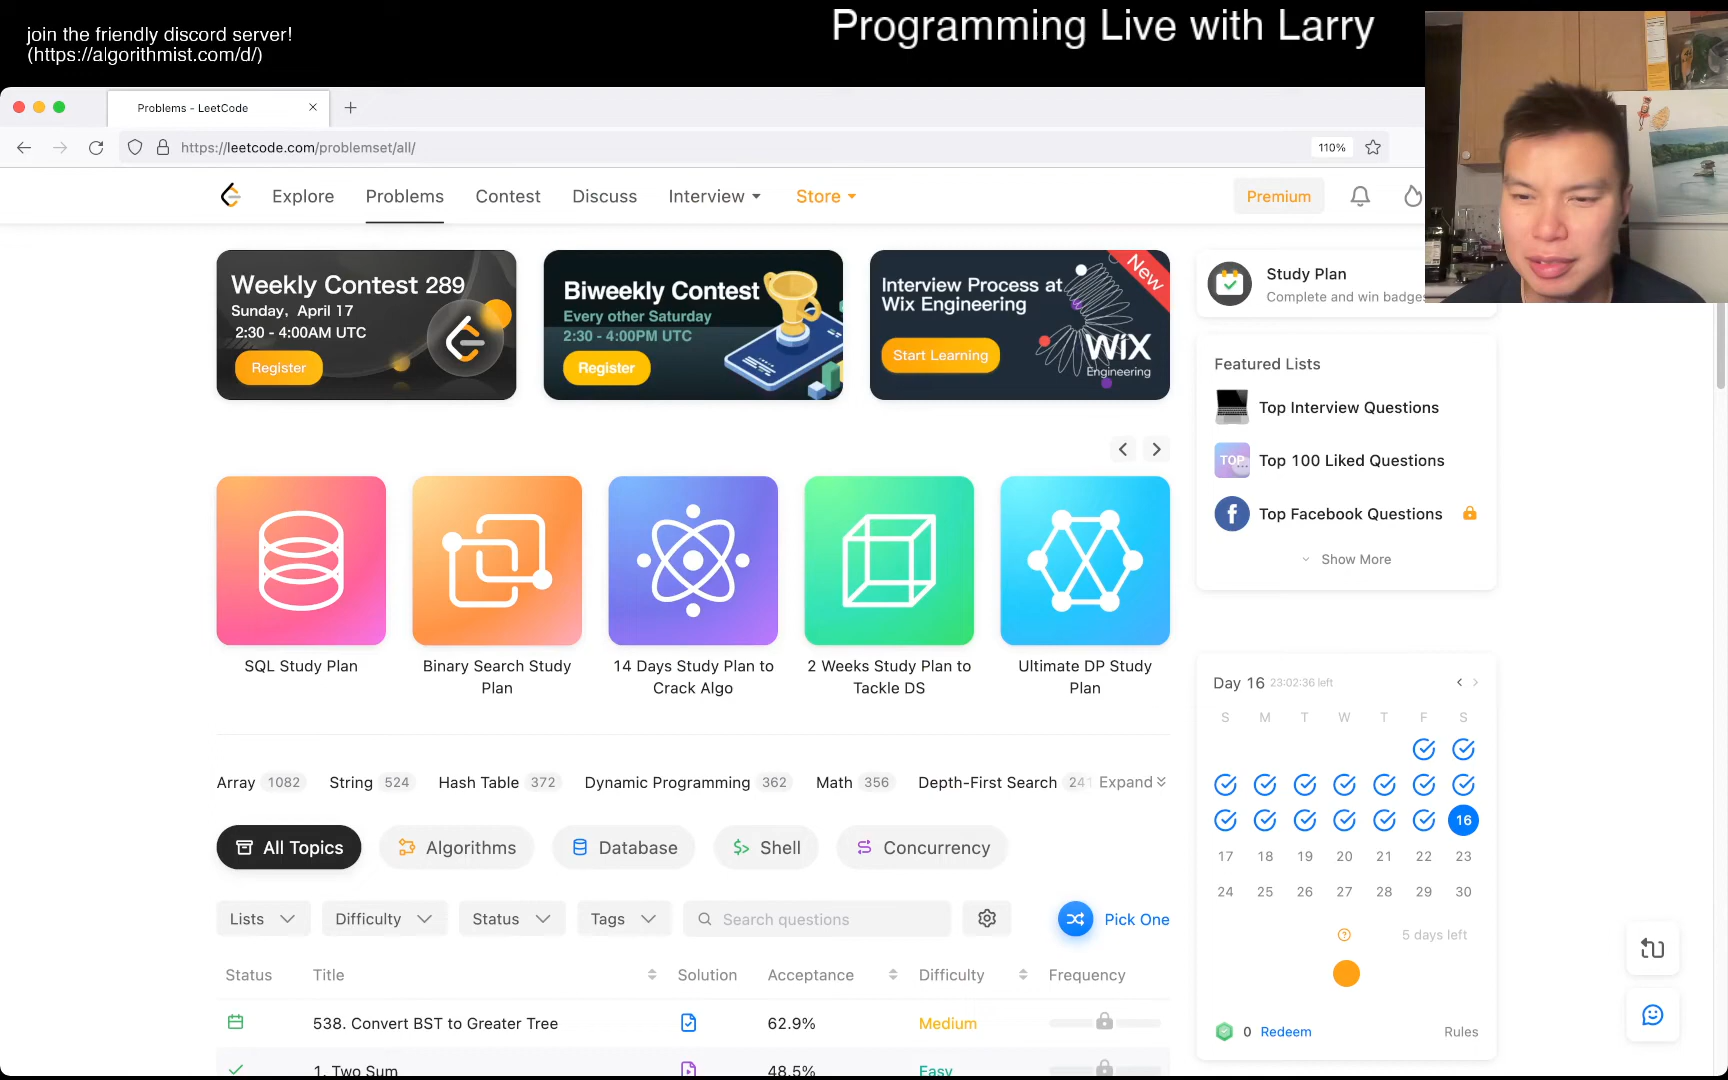 join the friendly discord server!
(https://algorithmist.com/d/)
Programming Live with Larry
Problems - LeetCode
https://leetcode.com/problemset/all/
110%
Explore
Problems
Contest
Discuss
Interview
Store
Premium
Weekly Contest 289
Sunday, April 17
2:30 - 4:00AM UTC
Register
Biweekly Contest
Every other Saturday
2:30 - 4:00PM UTC
Register
Interview Process at
Wix Engineering
New
Start Learning
WiX
Engineering
Study Plan
Complete and win badges
Featured Lists
Top Interview Questions
TOP
Top 100 Liked Questions
Top Facebook Questions
Show More
SQL Study Plan
Binary Search Study
Plan
14 Days Study Plan to
Crack Algo
2 Weeks Study Plan to
Tackle DS
Ultimate DP Study
Plan
Day 16 23:02:36 left
S M T W T F S
16
17 18 19 20 21 22 23
24 25 26 27 28 29 30
5 days left
0 Redeem
Rules
Array 1082
String 524
Hash Table 372
Dynamic Programming 362
Math 356
Depth-First Search 241
Expand
All Topics
Algorithms
Database
Shell
Concurrency
Lists
Difficulty
Status
Tags
Search questions
Pick One
Status Title Solution Acceptance Difficulty Frequency
538. Convert BST to Greater Tree 62.9% Medium
1. Two Sum 48.5% Easy